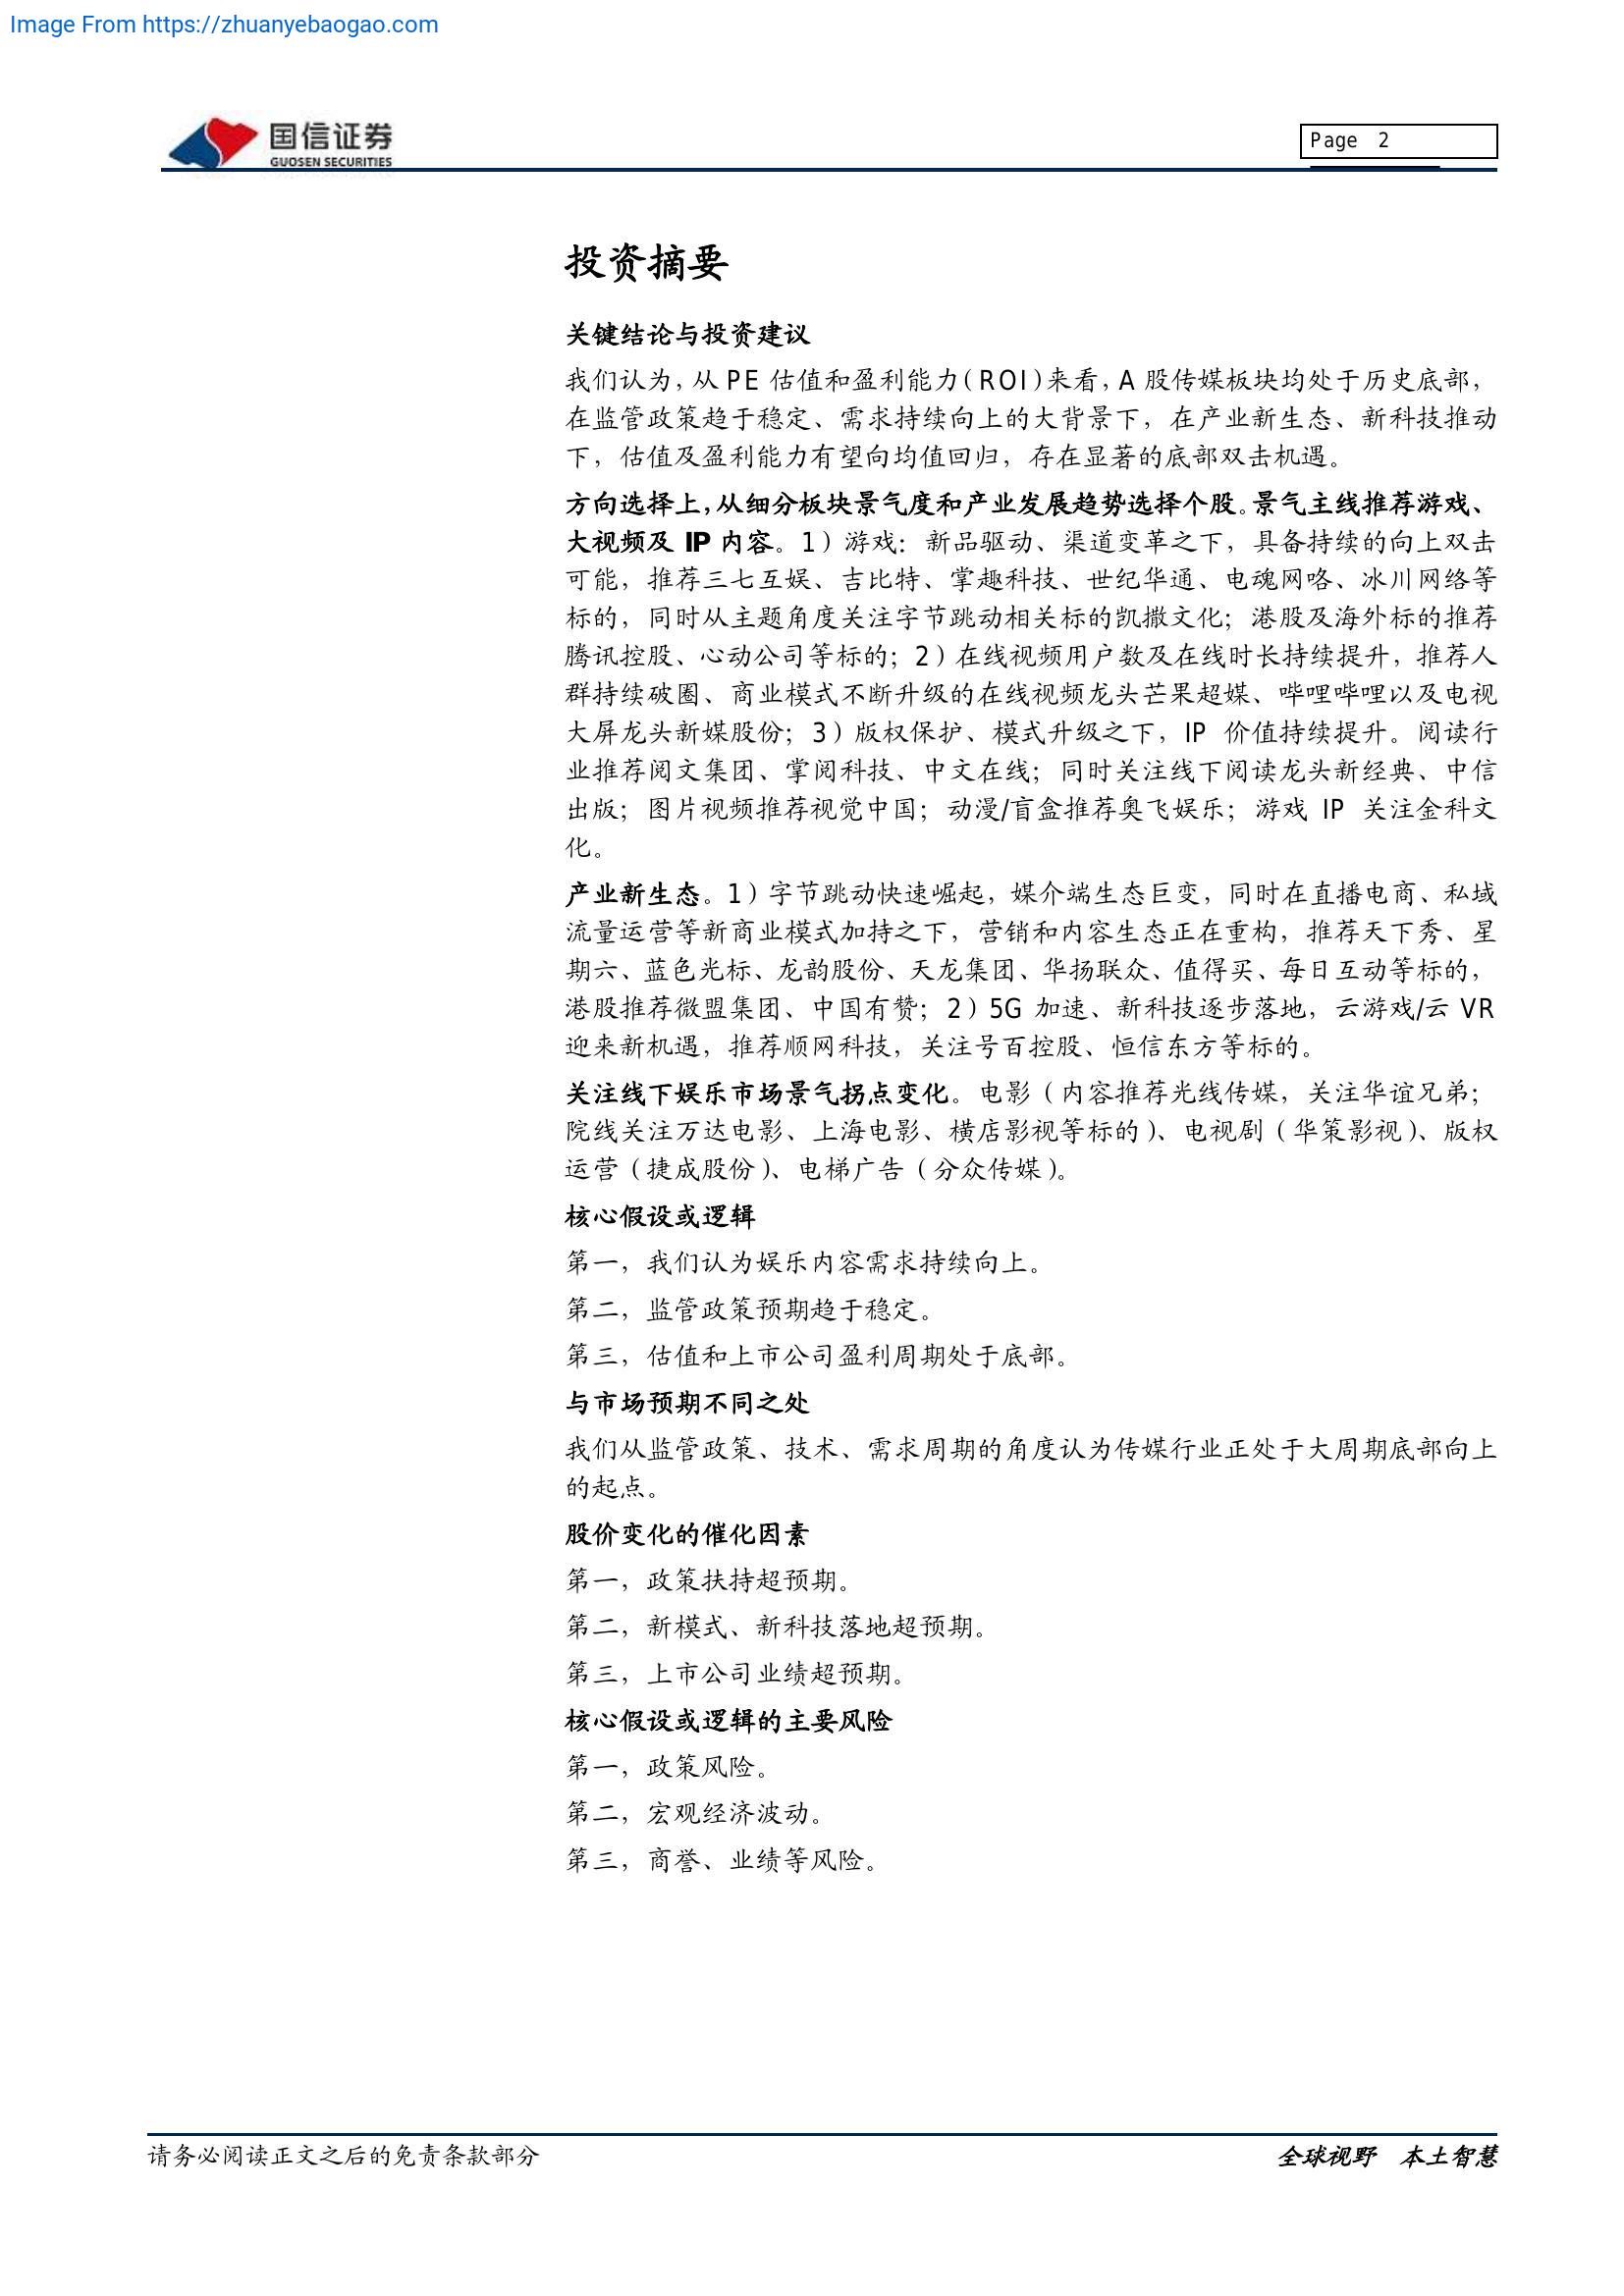 Image From https://zhuanyebaogao.com
国信证券
GUOSEN SECURITIES
Page 2
投资摘要
关键结论与投资建议
我们认为，从 PE 估值和盈利能力（ROI）来看，A 股传媒板块均处于历史底部，
在监管政策趋于稳定、需求持续向上的大背景下，在产业新生态、新科技推动
下，估值及盈利能力有望向均值回归，存在显著的底部双击机遇。
方向选择上，从细分板块景气度和产业发展趋势选择个股。景气主线推荐游戏、
大视频及 IP 内容。1）游戏：新品驱动、渠道变革之下，具备持续的向上双击
可能，推荐三七互娱、吉比特、掌趣科技、世纪华通、电魂网咯、冰川网络等
标的，同时从主题角度关注字节跳动相关标的凯撒文化；港股及海外标的推荐
腾讯控股、心动公司等标的；2）在线视频用户数及在线时长持续提升，推荐人
群持续破圈、商业模式不断升级的在线视频龙头芒果超媒、哔哩哔哩以及电视
大屏龙头新媒股份；3）版权保护、模式升级之下，IP 价值持续提升。阅读行
业推荐阅文集团、掌阅科技、中文在线；同时关注线下阅读龙头新经典、中信
出版；图片视频推荐视觉中国；动漫/盲盒推荐奥飞娱乐；游戏 IP 关注金科文
化。
产业新生态。1）字节跳动快速崛起，媒介端生态巨变，同时在直播电商、私域
流量运营等新商业模式加持之下，营销和内容生态正在重构，推荐天下秀、星
期六、蓝色光标、龙韵股份、天龙集团、华扬联众、值得买、每日互动等标的，
港股推荐微盟集团、中国有赞；2）5G 加速、新科技逐步落地，云游戏/云 VR
迎来新机遇，推荐顺网科技，关注号百控股、恒信东方等标的。
关注线下娱乐市场景气拐点变化。电影（内容推荐光线传媒，关注华谊兄弟；
院线关注万达电影、上海电影、横店影视等标的）、电视剧（华策影视）、版权
运营（捷成股份）、电梯广告（分众传媒）。
核心假设或逻辑
第一，我们认为娱乐内容需求持续向上。
第二，监管政策预期趋于稳定。
第三，估值和上市公司盈利周期处于底部。
与市场预期不同之处
我们从监管政策、技术、需求周期的角度认为传媒行业正处于大周期底部向上
的起点。
股价变化的催化因素
第一，政策扶持超预期。
第二，新模式、新科技落地超预期。
第三，上市公司业绩超预期。
核心假设或逻辑的主要风险
第一，政策风险。
第二，宏观经济波动。
第三，商誉、业绩等风险。
请务必阅读正文之后的免责条款部分
全球视野 本土智慧